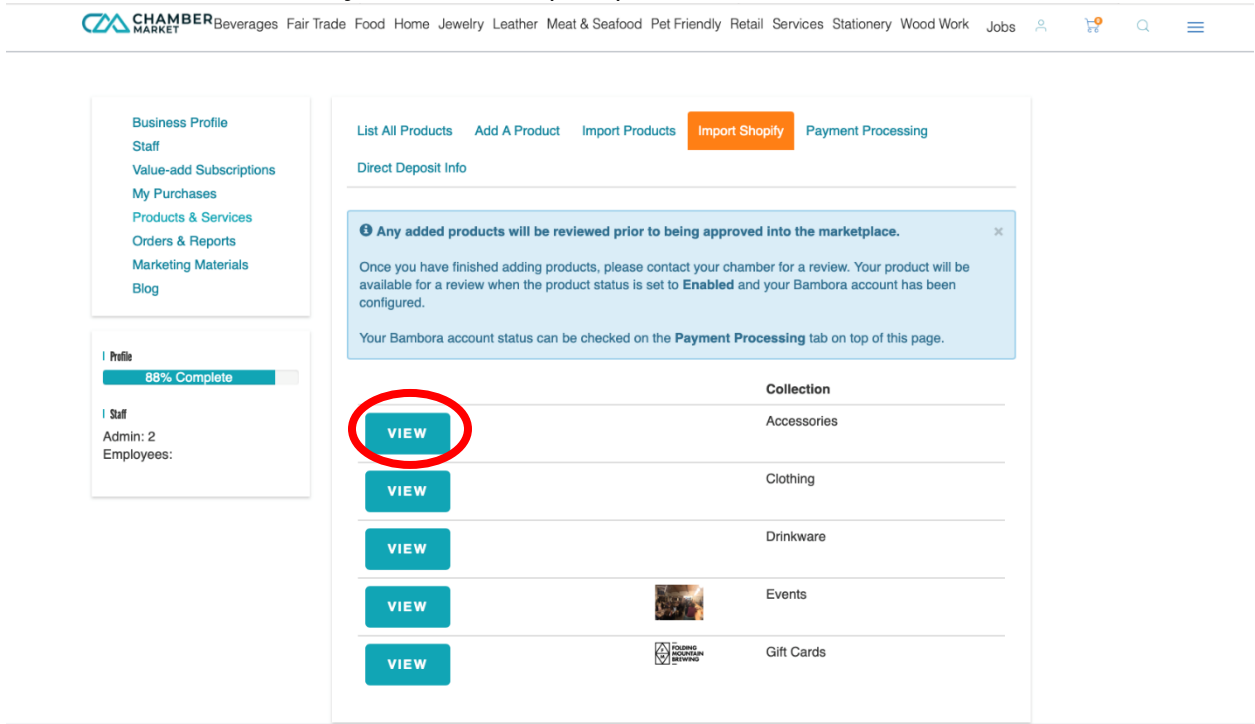 CHAMBER MARKET
Beverages Fair Trade Food Home Jewelry Leather Meat & Seafood Pet Friendly Retail Services Stationery Wood Work Jobs
0
Business Profile
Staff
Value-add Subscriptions
My Purchases
Products & Services
Orders & Reports
Marketing Materials
Blog
Profile
88% Complete
Staff
Admin: 2
Employees:
List All Products Add A Product Import Products Import Shopify Payment Processing
Direct Deposit Info
Any added products will be reviewed prior to being approved into the marketplace. ×
Once you have finished adding products, please contact your chamber for a review. Your product will be
available for a review when the product status is set to Enabled and your Bambora account has been
configured.
Your Bambora account status can be checked on the Payment Processing tab on top of this page.
Collection
VIEW Accessories
VIEW Clothing
VIEW Drinkware
VIEW Events
VIEW FOLDING MOUNTAIN BREWING Gift Cards